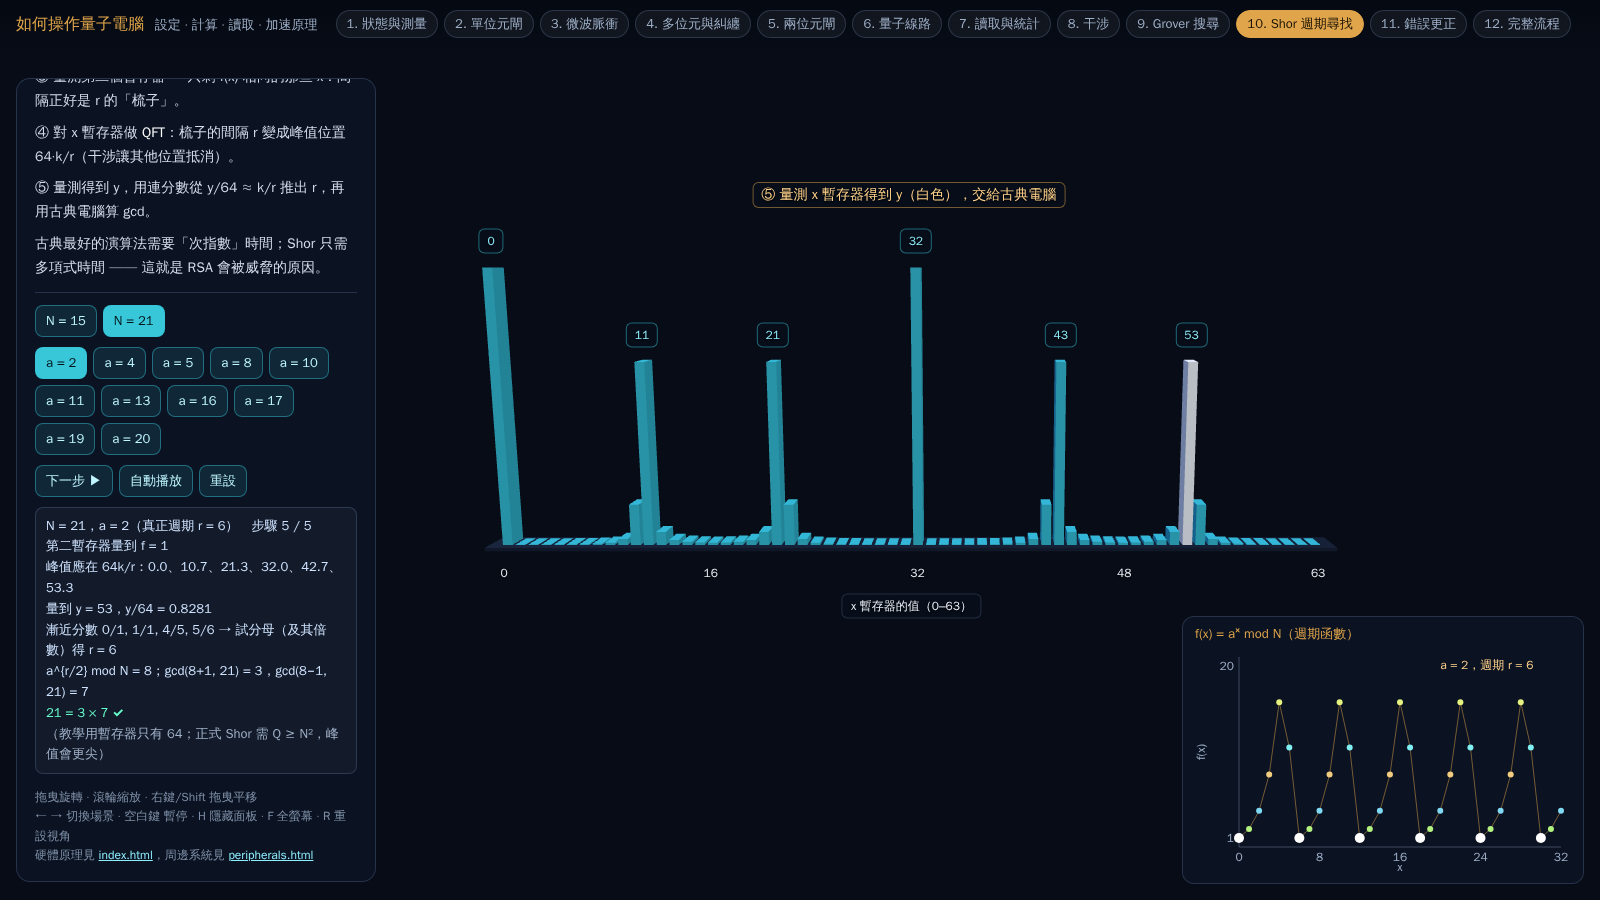 如何操作量子電腦 設定 · 計算 · 讀取 · 加速原理
1. 狀態與測量
2. 單位元閘
3. 微波脈衝
4. 多位元與糾纏
5. 兩位元閘
6. 量子線路
7. 讀取與統計
8. 干涉
9. Grover 搜尋
10. Shor 週期尋找
11. 錯誤更正
12. 完整流程
隔正好是 r 的「梳子」。
④ 對 x 暫存器做 QFT：梳子的間隔 r 變成峰值位置
64·k/r（干涉讓其他位置抵消）。
⑤ 量測得到 y，用連分數從 y/64 ≈ k/r 推出 r，再
用古典電腦算 gcd。
古典最好的演算法需要「次指數」時間；Shor 只需
多項式時間 —— 這就是 RSA 會被威脅的原因。
N = 15
N = 21
a = 2
a = 4
a = 5
a = 8
a = 10
a = 11
a = 13
a = 16
a = 17
a = 19
a = 20
下一步 ▶
自動播放
重設
N = 21，a = 2（真正週期 r = 6） 步驟 5 / 5
第二暫存器量到 f = 1
峰值應在 64k/r：0.0、10.7、21.3、32.0、42.7、
53.3
量到 y = 53，y/64 = 0.8281
漸近分數 0/1, 1/1, 4/5, 5/6 → 試分母（及其倍
數）得 r = 6
a^{r/2} mod N = 8；gcd(8+1, 21) = 3，gcd(8−1,
21) = 7
21 = 3 × 7 ✔
（教學用暫存器只有 64；正式 Shor 需 Q ≥ N²，峰
值會更尖）
拖曳旋轉 · 滾輪縮放 · 右鍵/Shift 拖曳平移
← → 切換場景 · 空白鍵 暫停 · H 隱藏面板 · F 全螢幕 · R 重
設視角
硬體原理見 index.html，周邊系統見 peripherals.html
⑤ 量測 x 暫存器得到 y（白色），交給古典電腦
0
32
11
21
43
53
0
16
32
48
63
x 暫存器的值（0–63）
f(x) = aˣ mod N（週期函數）
a = 2，週期 r = 6
20
f(x)
1
0
8
16
24
32
x